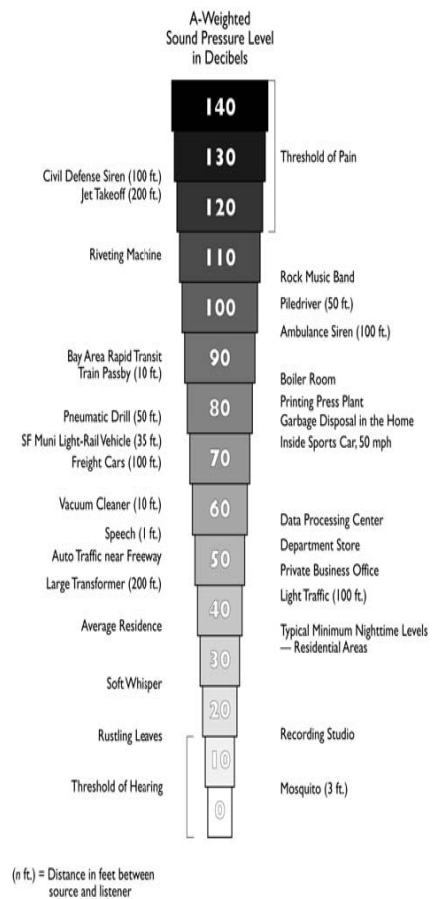 A-Weighted
Sound Pressure Level
in Decibels
140
130
Threshold of Pain
Civil Defense Siren (100 ft.)
Jet Takeoff (200 ft.)
120
Riveting Machine
110
Rock Music Band
100
Piledriver (50 ft.)
Ambulance Siren (100 ft.)
Bay Area Rapid Transit
Train Passby (10 ft.)
90
Boiler Room
80
Printing Press Plant
Pneumatic Drill (50 ft.)
Garbage Disposal in the Home
SF Muni Light-Rail Vehicle (35 ft.)
Inside Sports Car, 50 mph
Freight Cars (100 ft.)
70
Vacuum Cleaner (10 ft.)
60
Data Processing Center
Speech (1 ft.)
Department Store
Auto Traffic near Freeway
50
Private Business Office
Large Transformer (200 ft.)
Light Traffic (100 ft.)
40
Average Residence
Typical Minimum Nighttime Levels
— Residential Areas
30
Soft Whisper
20
Rustling Leaves
Recording Studio
10
Threshold of Hearing
Mosquito (3 ft.)
0
(n ft.) = Distance in feet between
source and listener